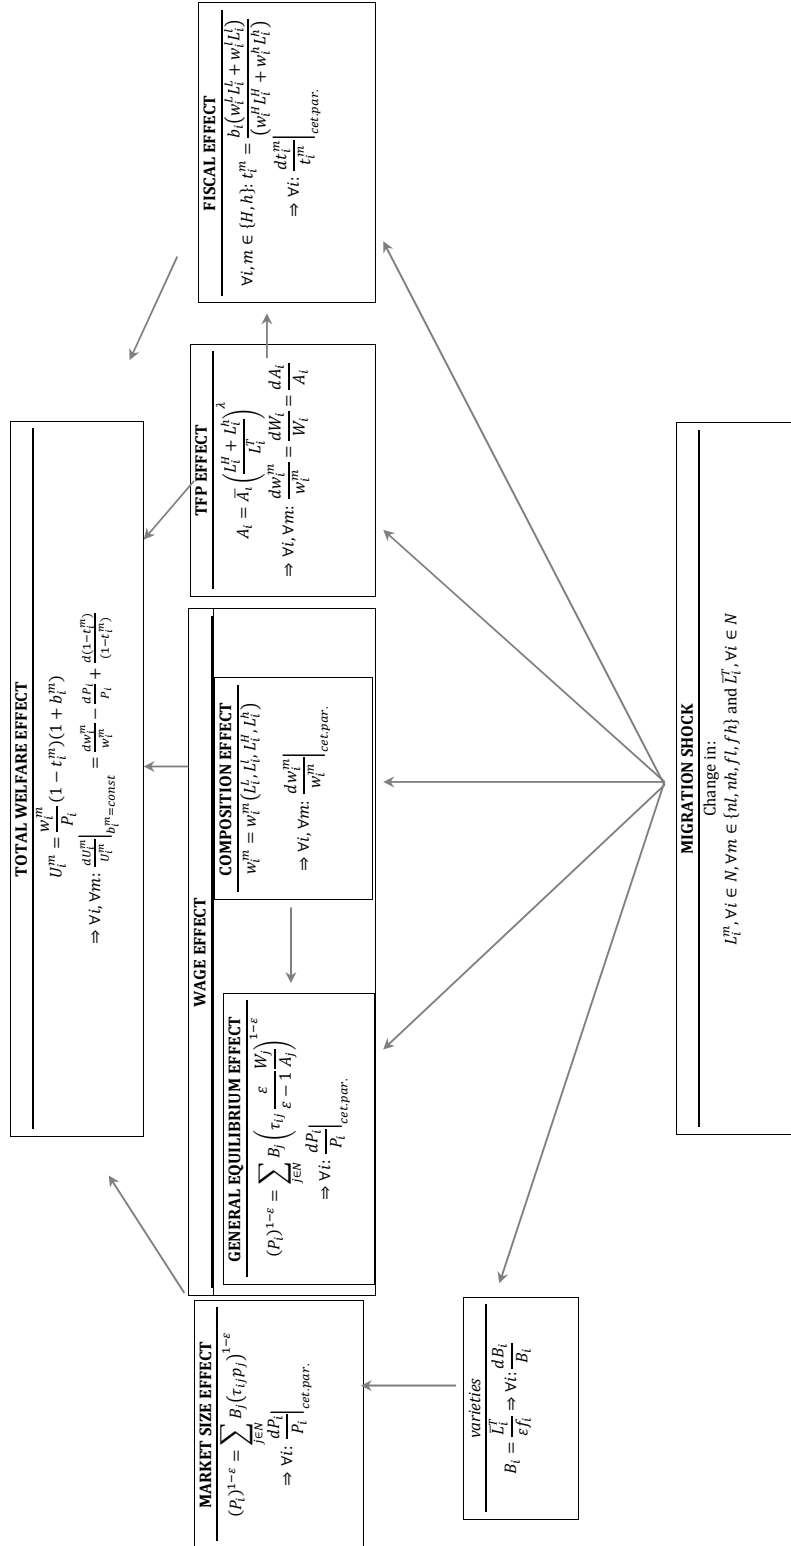 TOTAL WELFARE EFFECT
U_i^m = w_i^m / P_i (1 − t_i^m)(1 + b_i^m)
⇒ ∀i, ∀m: dU_i^m / U_i^m |_{b_i^m=const} = dw_i^m / w_i^m − dP_i / P_i + d(1−t_i^m) / (1−t_i^m)
MARKET SIZE EFFECT
(P_i)^{1−ε} = ∑_{j∈N} B_j (τ_ij p_j)^{1−ε}
⇒ ∀i: dP_i / P_i |_{cet.par.}
WAGE EFFECT
GENERAL EQUILIBRIUM EFFECT
(P_i)^{1−ε} = ∑_{j∈N} B_j (τ_ij ε / (ε − 1) W_j / A_j)^{1−ε}
⇒ ∀i: dP_i / P_i |_{cet.par.}
COMPOSITION EFFECT
w_i^m = w_i^m (L_i^L, L_i^l, L_i^H, L_i^h)
⇒ ∀i, ∀m: dw_i^m / w_i^m |_{cet.par.}
TFP EFFECT
A_i = \overline{A_i} ((L_i^H + L_i^h) / L_i^T)^λ
⇒ ∀i, ∀m: dw_i^m / w_i^m = dW_i / W_i = dA_i / A_i
FISCAL EFFECT
∀i, m ∈ {H, h}: t_i^m = b_i(w_i^L L_i^L + w_i^l L_i^l) / (w_i^H L_i^H + w_i^h L_i^h)
⇒ ∀i: dt_i^m / t_i^m |_{cet.par.}
varieties
B_i = \overline{L_i^T} / εf_i ⇔ ∀i: dB_i / B_i
MIGRATION SHOCK
Change in:
L_i^m, ∀i ∈ N, ∀m ∈ {nl, nh, fl, fh} and \overline{L_i^T}, ∀i ∈ N